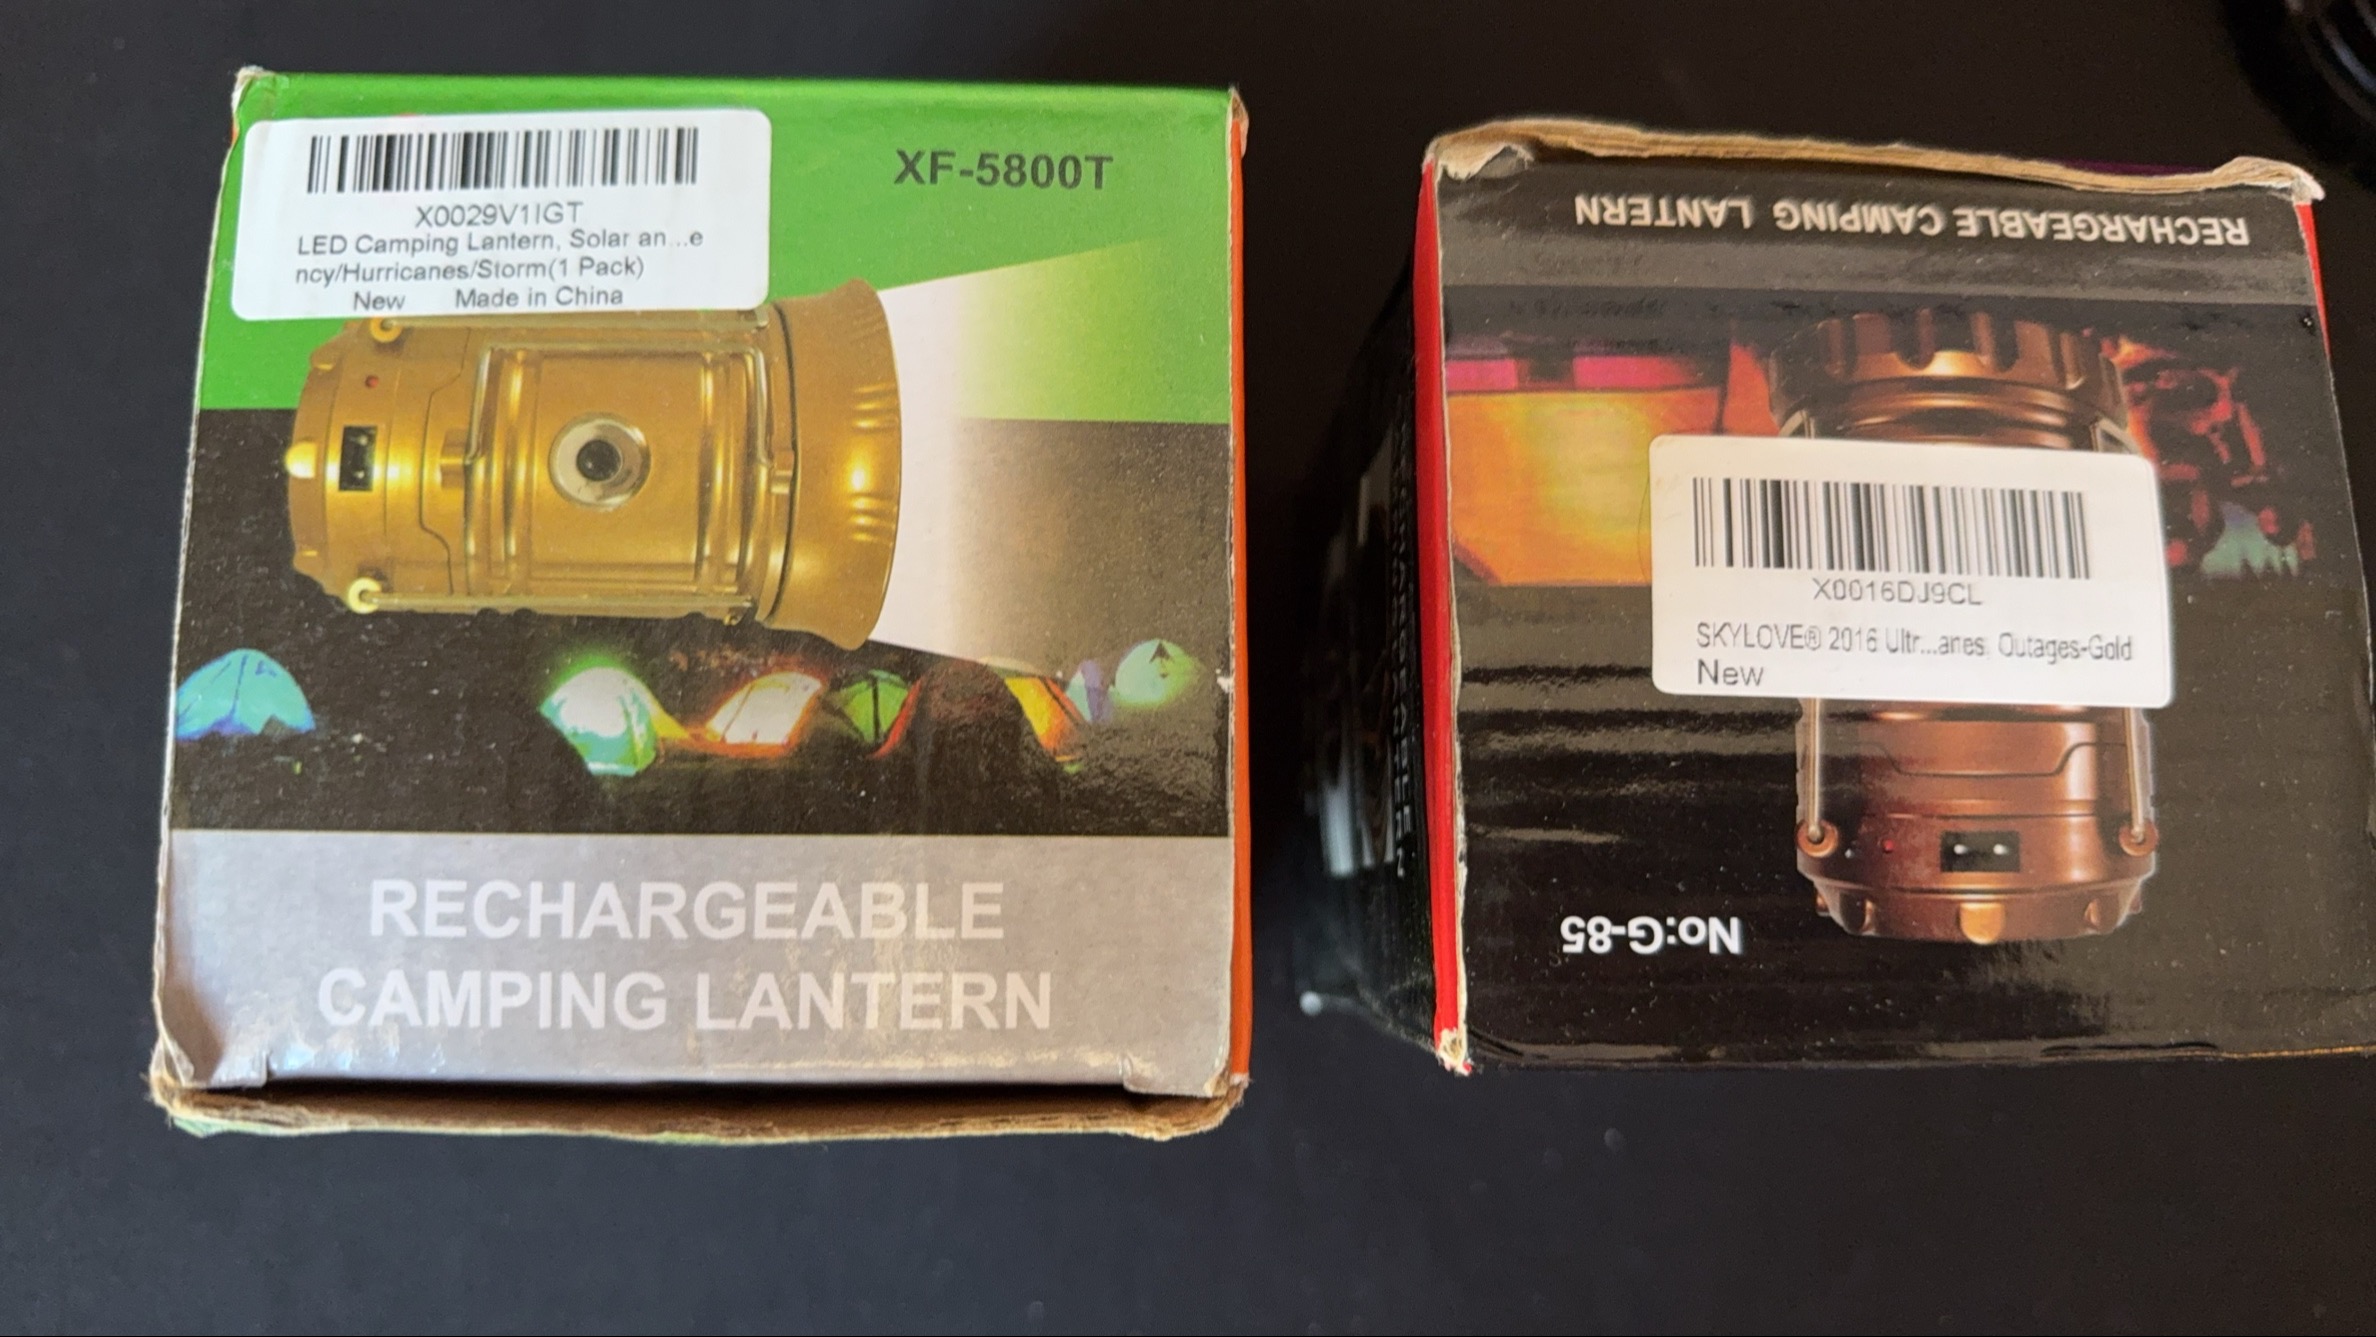 X0029V1IGT
LED Camping Lantern, Solar an...e
ncy/Hurricanes/Storm(1 Pack)
New Made in China
XF-5800T
RECHARGEABLE
CAMPING LANTERN
RECHARGEABLE CAMPING LANTERN
X0016DJ9CL
SKYLOVE® 2016 Ultr...anes, Outages-Gold
New
No:G-85